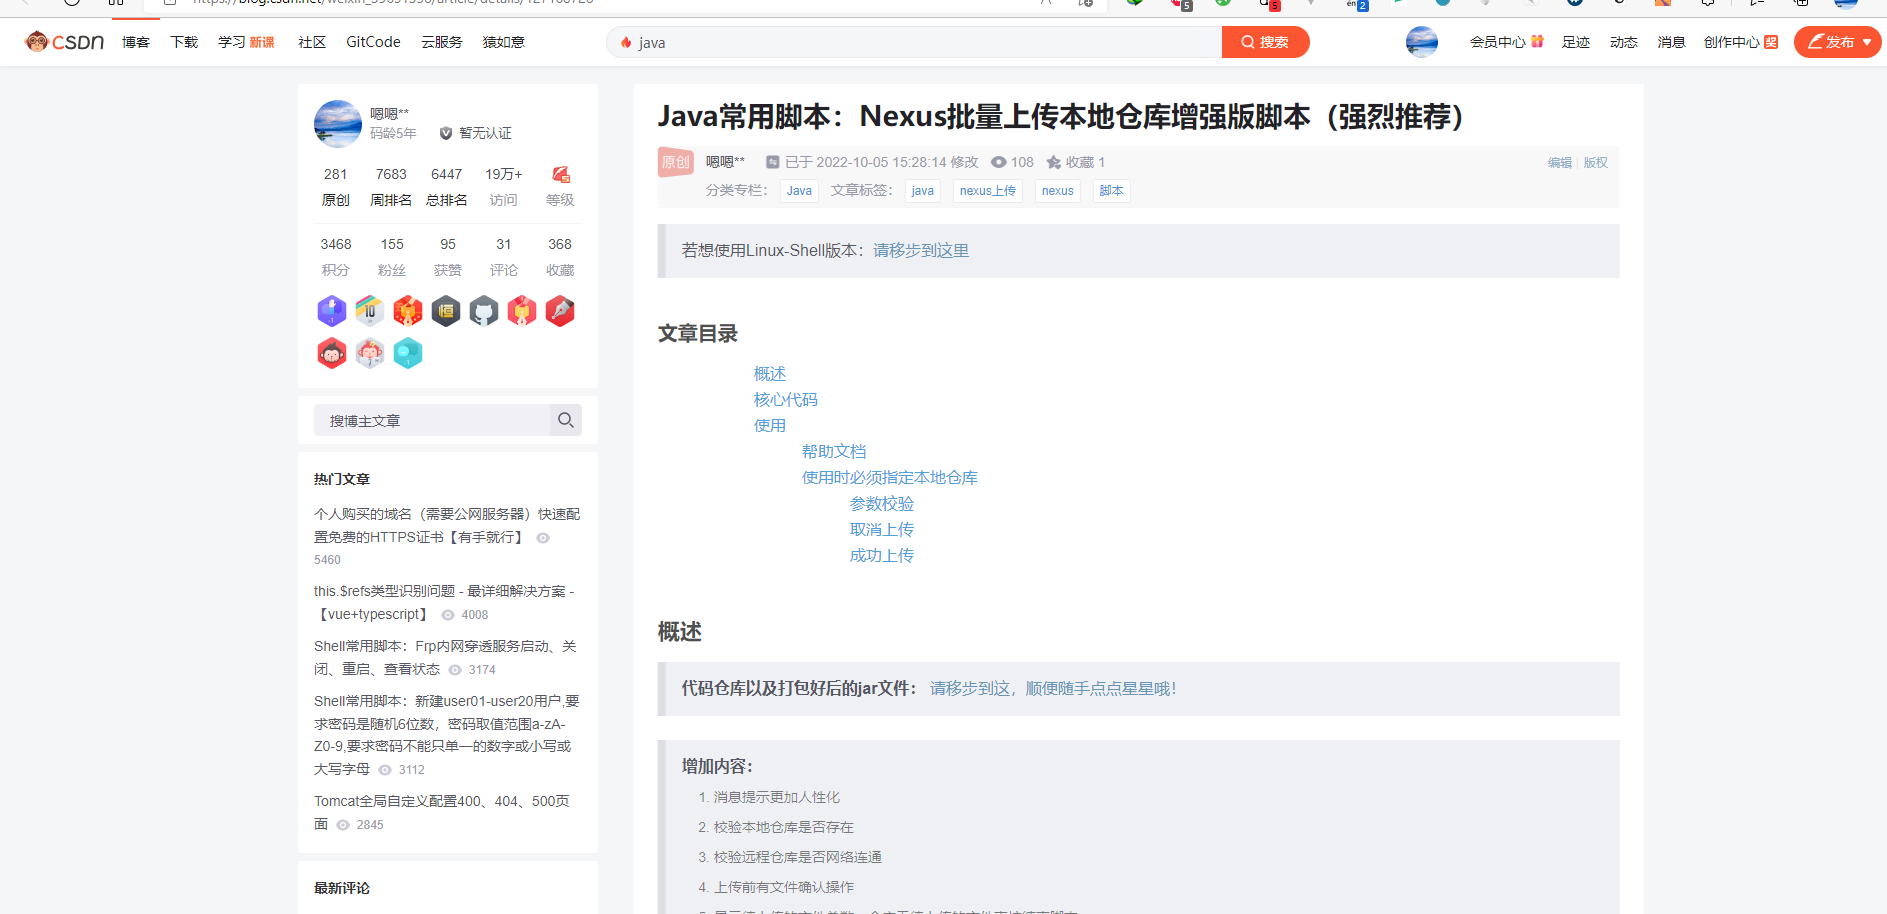 CSDN 博客 下载 学习 新课 社区 GitCode 云服务 猿如意 java 搜索 会员中心 足迹 动态 消息 创作中心 奖 发布
嗯嗯**
码龄5年 暂无认证
281 7683 6447 19万+
原创 周排名 总排名 访问 等级
3468 155 95 31 368
积分 粉丝 获赞 评论 收藏
搜博主文章
热门文章
个人购买的域名（需要公网服务器）快速配
置免费的HTTPS证书【有手就行】
5460
this.$refs类型识别问题 - 最详细解决方案 -
【vue+typescript】 4008
Shell常用脚本：Frp内网穿透服务启动、关
闭、重启、查看状态 3174
Shell常用脚本：新建user01-user20用户,要
求密码是随机6位数，密码取值范围a-zA-
Z0-9,要求密码不能只单一的数字或小写或
大写字母 3112
Tomcat全局自定义配置400、404、500页
面 2845
最新评论
Java常用脚本：Nexus批量上传本地仓库增强版脚本（强烈推荐）
原创 嗯嗯** 已于 2022-10-05 15:28:14 修改 108 收藏 1 编辑 版权
分类专栏： Java 文章标签： java nexus上传 nexus 脚本
若想使用Linux-Shell版本：请移步到这里
文章目录
概述
核心代码
使用
帮助文档
使用时必须指定本地仓库
参数校验
取消上传
成功上传
概述
代码仓库以及打包好后的jar文件： 请移步到这，顺便随手点点星星哦！
增加内容：
1. 消息提示更加人性化
2. 校验本地仓库是否存在
3. 校验远程仓库是否网络连通
4. 上传前有文件确认操作